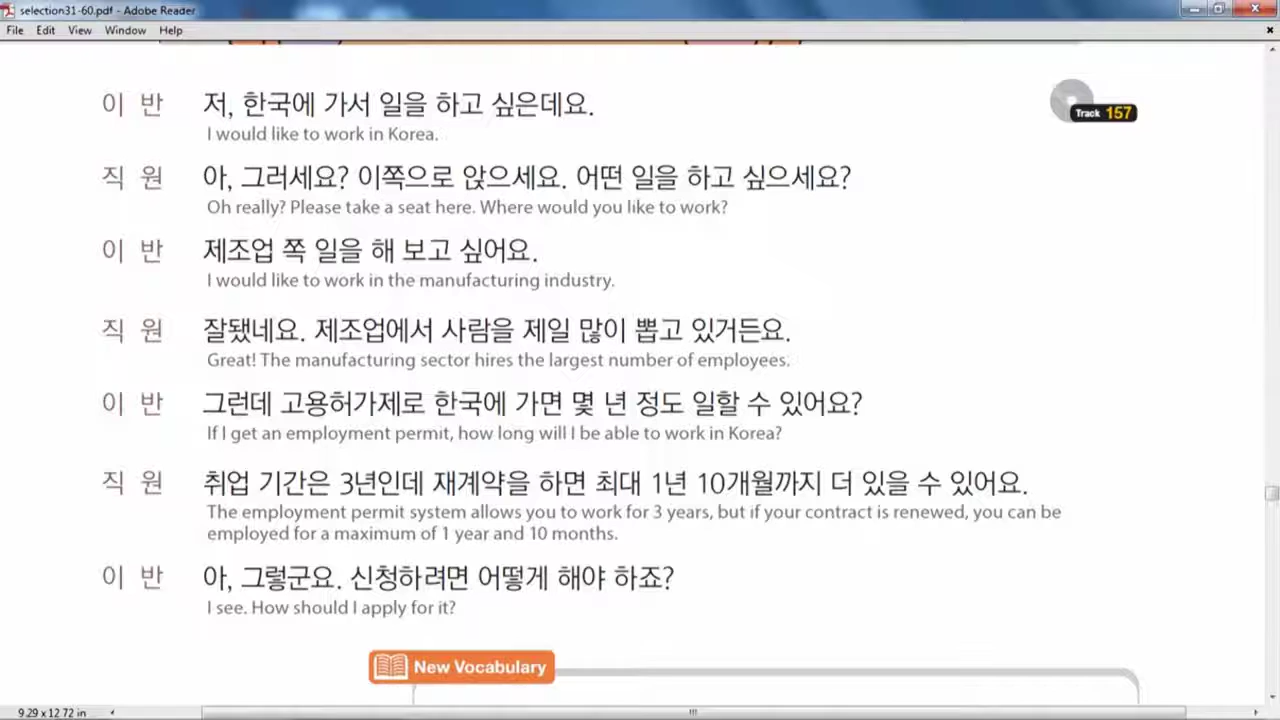 selection31-60.pdf - Adobe Reader
File Edit View Window Help
이 반 저, 한국에 가서 일을 하고 싶은데요.
I would like to work in Korea.
Track 157
직 원 아, 그러세요? 이쪽으로 앉으세요. 어떤 일을 하고 싶으세요?
Oh really? Please take a seat here. Where would you like to work?
이 반 제조업 쪽 일을 해 보고 싶어요.
I would like to work in the manufacturing industry.
직 원 잘됐네요. 제조업에서 사람을 제일 많이 뽑고 있거든요.
Great! The manufacturing sector hires the largest number of employees.
이 반 그런데 고용허가제로 한국에 가면 몇 년 정도 일할 수 있어요?
If I get an employment permit, how long will I be able to work in Korea?
직 원 취업 기간은 3년인데 재계약을 하면 최대 1년 10개월까지 더 있을 수 있어요.
The employment permit system allows you to work for 3 years, but if your contract is renewed, you can be
employed for a maximum of 1 year and 10 months.
이 반 아, 그렇군요. 신청하려면 어떻게 해야 하죠?
I see. How should I apply for it?
New Vocabulary
9.29 x 12.72 in